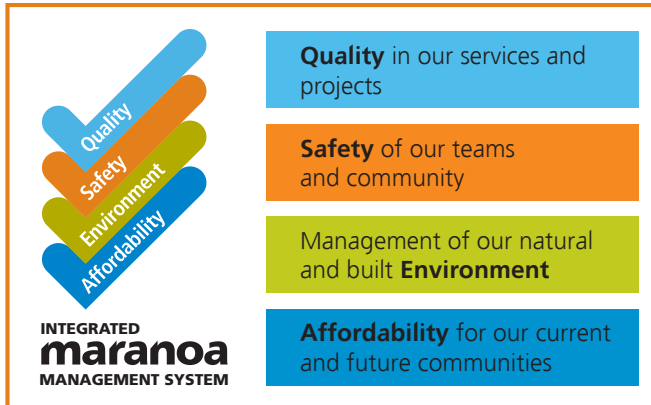 Quality
Safety
Environment
Affordability
INTEGRATED
maranoa
MANAGEMENT SYSTEM
Quality in our services and
projects
Safety of our teams
and community
Management of our natural
and built Environment
Affordability for our current
and future communities